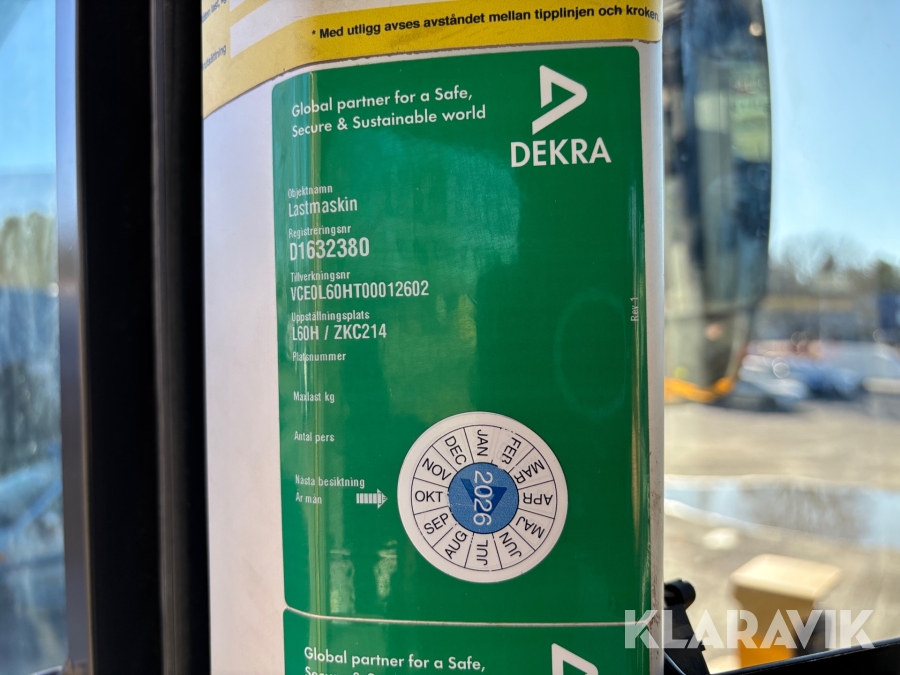 * Med utligg avses avståndet mellan tipplinjen och kroken.
Global partner for a Safe,
Secure & Sustainable world
DEKRA
Objektnamn
Lastmaskin
Registreringsnr
D1632380
Tillverkningsnr
VCE0L60HT00012602
Uppställningsplats
L60H / ZKC214
Platsnummer
Maxlast kg
Antal pers
Nästa besiktning
År mån
JAN
FEB
MAR
APR
MAJ
JUN
JUL
AUG
SEP
OKT
NOV
DEC
2026
Rev 1
Global partner for a Safe,
KLARAVIK